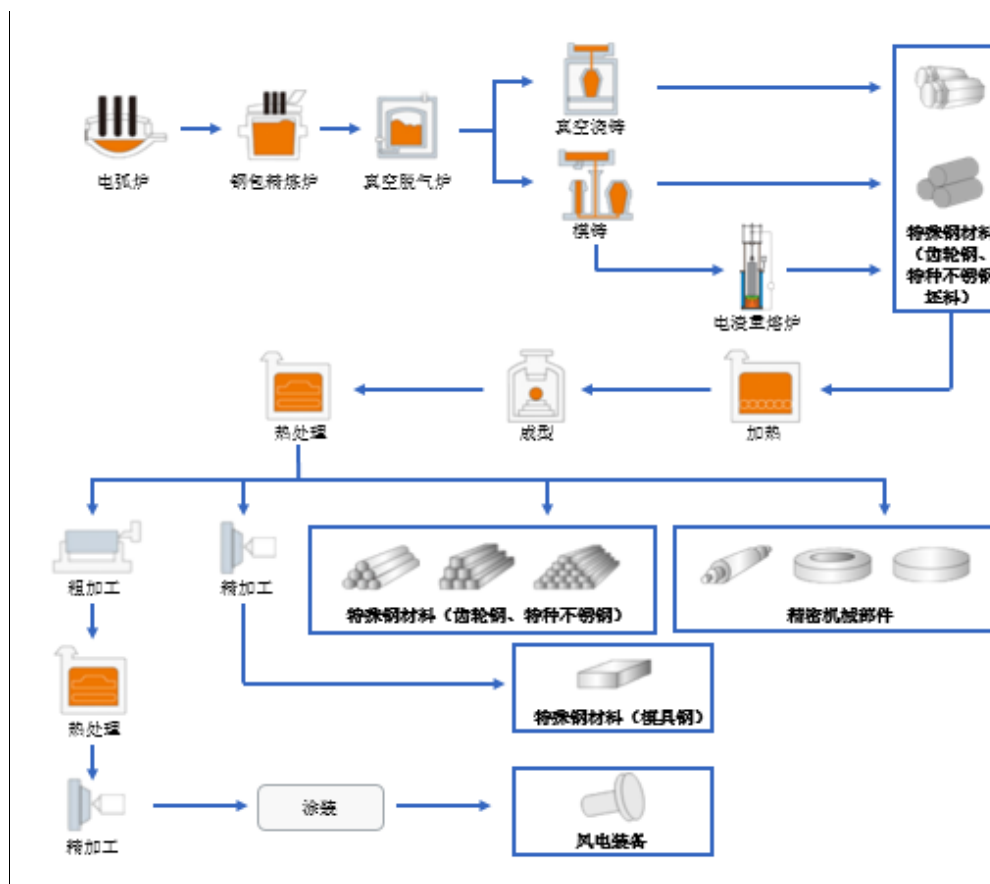 电弧炉
钢包精炼炉
真空脱气炉
真空浇铸
模铸
电渣重熔炉
特殊钢材料
（齿轮钢、
特种不锈钢
坯料）
热处理
成型
加热
粗加工
精加工
特殊钢材料（齿轮钢、特种不锈钢）
精密机械部件
热处理
特殊钢材料（模具钢）
精加工
涂装
风电装备